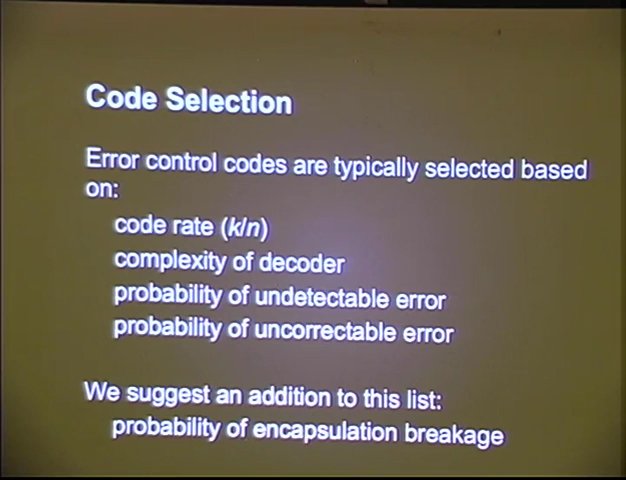 Code Selection
Error control codes are typically selected based
on:
code rate (k/n)
complexity of decoder
probability of undetectable error
probability of uncorrectable error
We suggest an addition to this list:
probability of encapsulation breakage